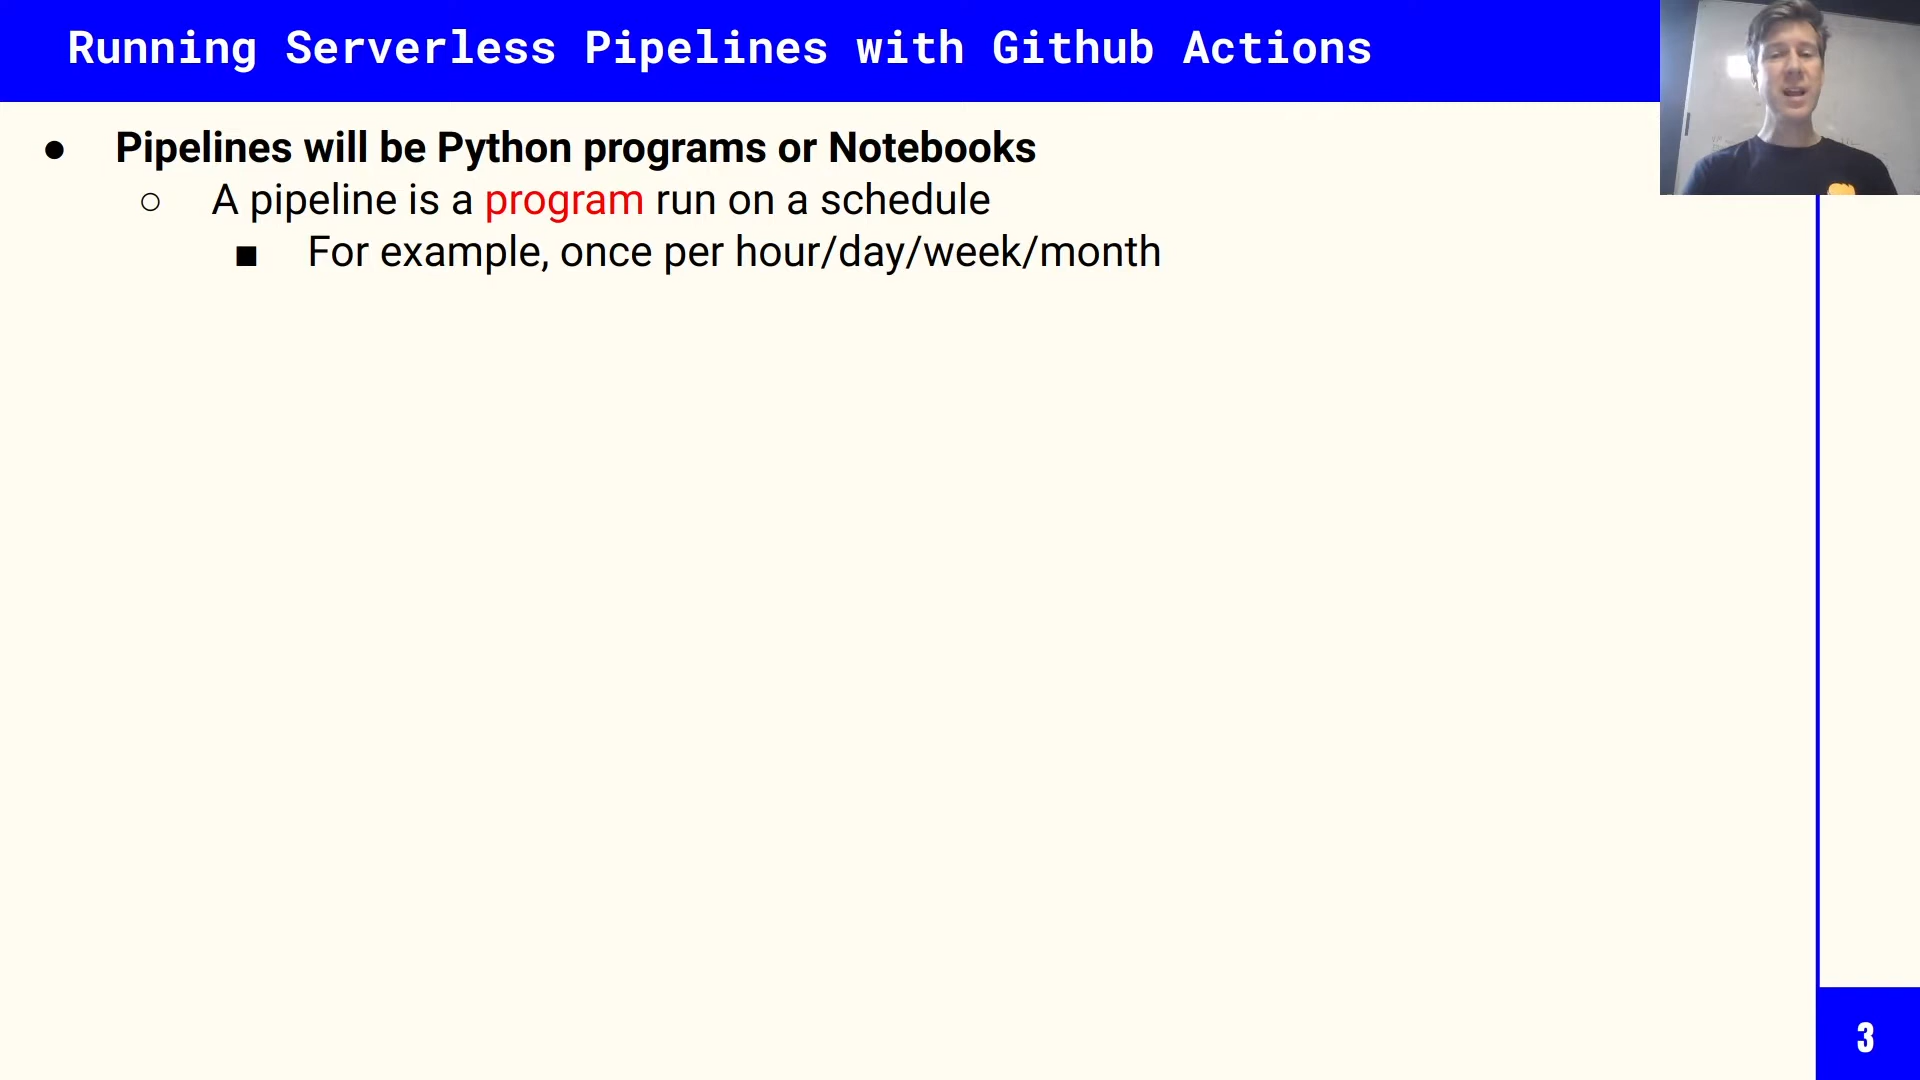 Running Serverless Pipelines with Github Actions
● Pipelines will be Python programs or Notebooks
○ A pipeline is a program run on a schedule
■ For example, once per hour/day/week/month
3